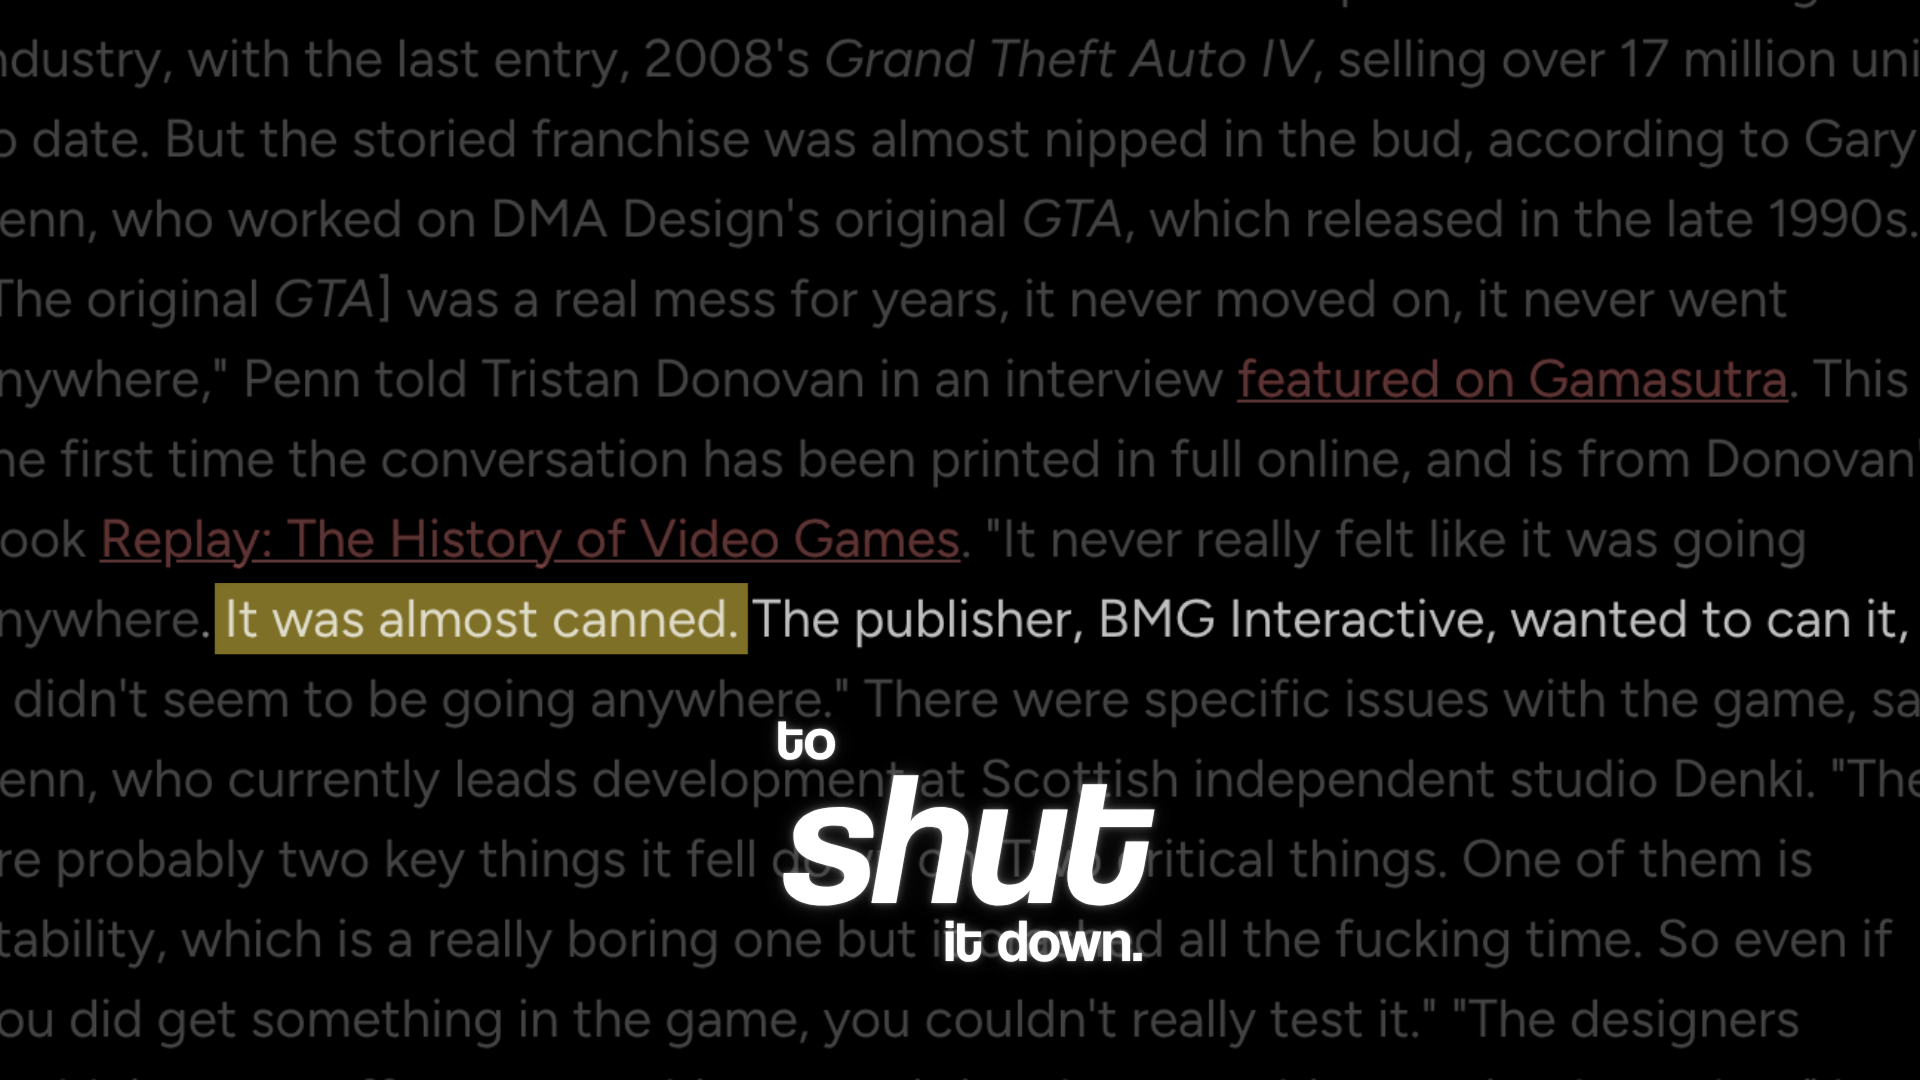 ndustry, with the last entry, 2008's Grand Theft Auto IV, selling over 17 million uni
o date. But the storied franchise was almost nipped in the bud, according to Gary
enn, who worked on DMA Design's original GTA, which released in the late 1990s.
The original GTA] was a real mess for years, it never moved on, it never went
nywhere," Penn told Tristan Donovan in an interview featured on Gamasutra. This
he first time the conversation has been printed in full online, and is from Donovan'
ook Replay: The History of Video Games. "It never really felt like it was going
nywhere. It was almost canned. The publisher, BMG Interactive, wanted to can it,
didn't seem to be going anywhere." There were specific issues with the game, sa
to
enn, who currently leads development at Scottish independent studio Denki. "The
shut
re probably two key things it fell critical things. One of them is
it down.
tability, which is a really boring one but all the fucking time. So even if
ou did get something in the game, you couldn't really test it." "The designers